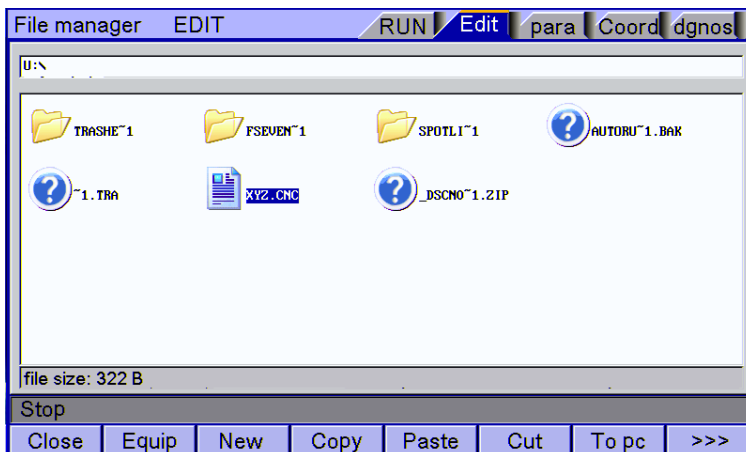 File manager EDIT RUN Edit para Coord dgnos
U:\
TRASHE~1 FSEVEN~1 SPOTLI~1 AUTORU~1.BAK
~1.TRA XYZ.CNC _DSCNO~1.ZIP
file size: 322 B
Stop
Close Equip New Copy Paste Cut To pc >>>